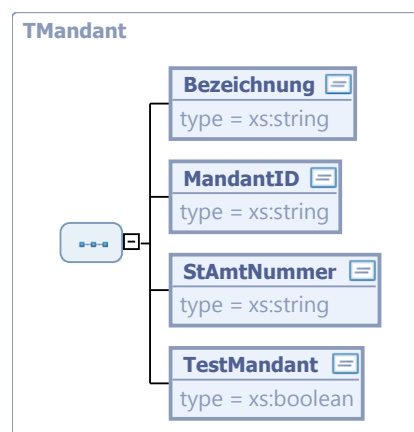 TMandant
Bezeichnung
type = xs:string
MandantID
type = xs:string
StAmtNummer
type = xs:string
TestMandant
type = xs:boolean